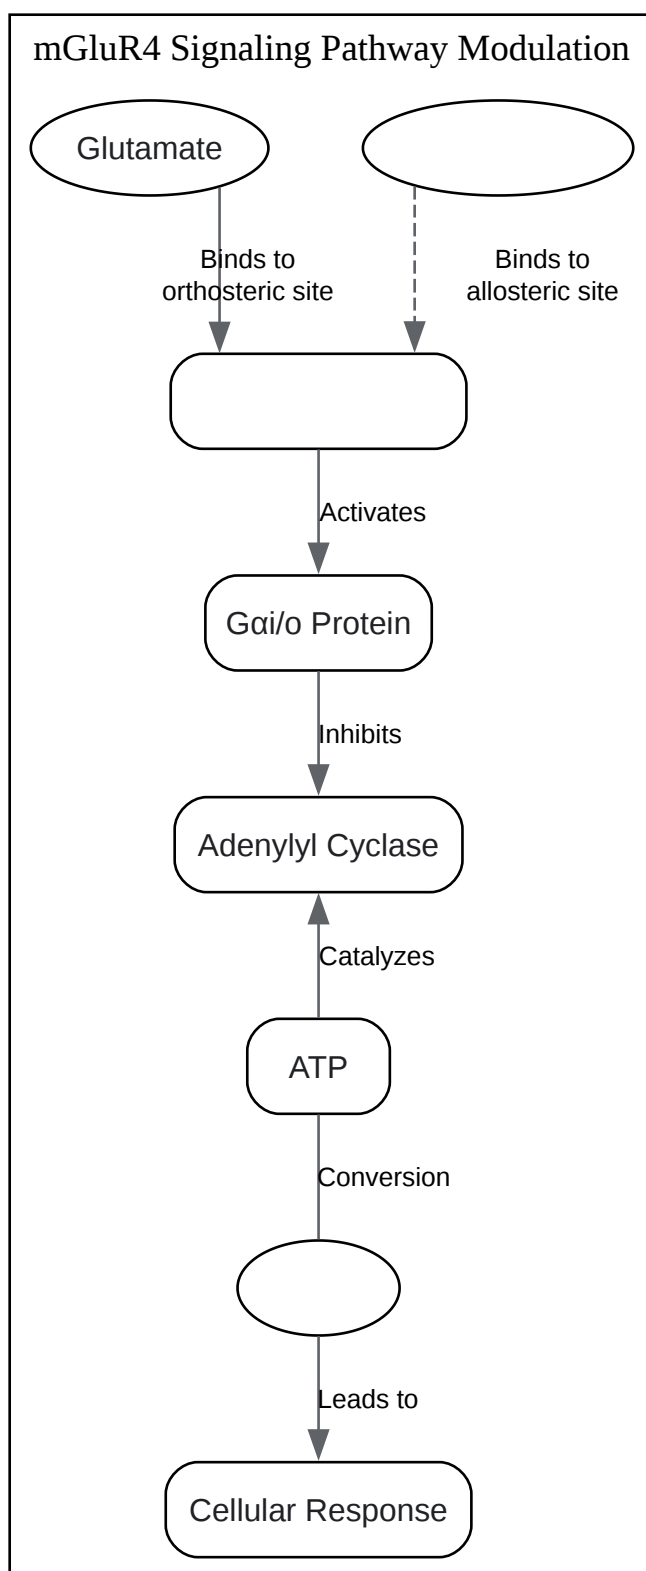 mGluR4 Signaling Pathway Modulation
Glutamate
Binds to
orthosteric site
Binds to
allosteric site
Activates
Gαi/o Protein
Inhibits
Adenylyl Cyclase
Catalyzes
ATP
Conversion
Leads to
Cellular Response